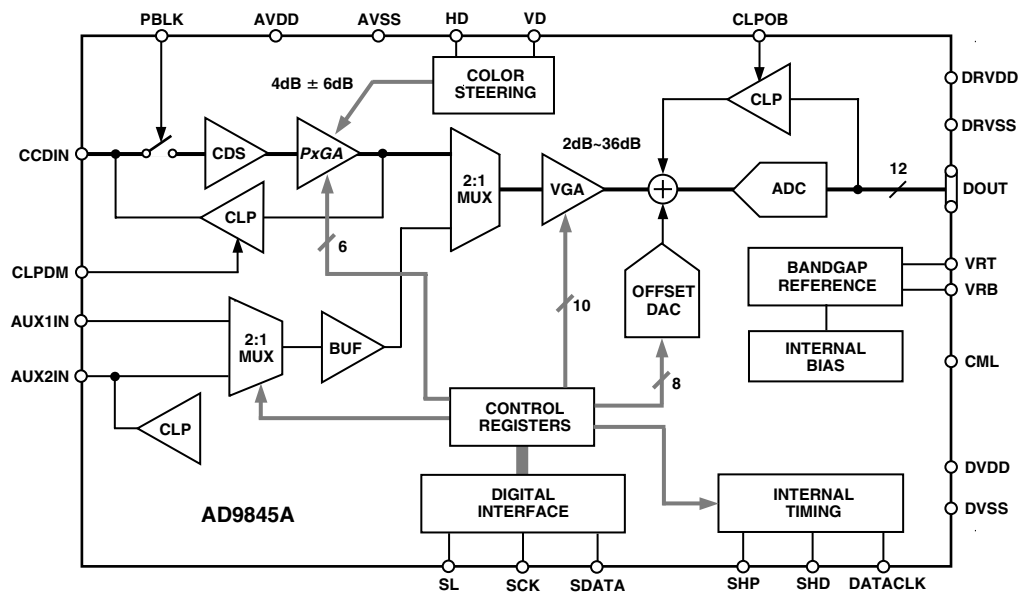 PBLK
AVDD
AVSS
HD
VD
CLPOB
4dB ± 6dB
COLOR
STEERING
CLP
DRVDD
DRVSS
2dB~36dB
CCDIN
CDS
PxGA
2:1
MUX
VGA
ADC
12
DOUT
CLP
6
CLPDM
BANDGAP
REFERENCE
VRT
VRB
10
OFFSET
DAC
AUX1IN
2:1
MUX
BUF
INTERNAL
BIAS
CML
AUX2IN
8
CLP
CONTROL
REGISTERS
DVDD
DIGITAL
INTERFACE
INTERNAL
TIMING
DVSS
AD9845A
SL
SCK
SDATA
SHP
SHD
DATACLK